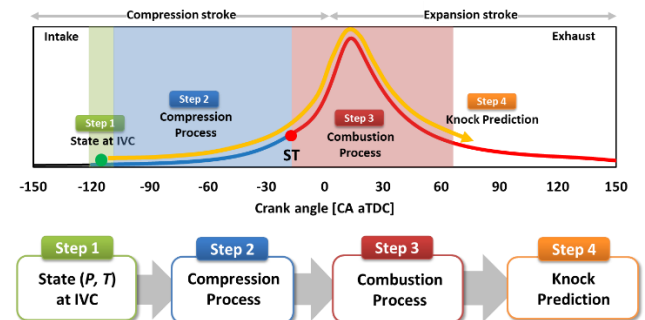 Compression stroke
Expansion stroke
Intake
Exhaust
Step 1
State at IVC
Step 2
Compression
Process
ST
Step 3
Combustion
Process
Step 4
Knock Prediction
-150 -120 -90 -60 -30 0 30 60 90 120 150
Crank angle [CA aTDC]
Step 1
State (P, T)
at IVC
Step 2
Compression
Process
Step 3
Combustion
Process
Step 4
Knock
Prediction